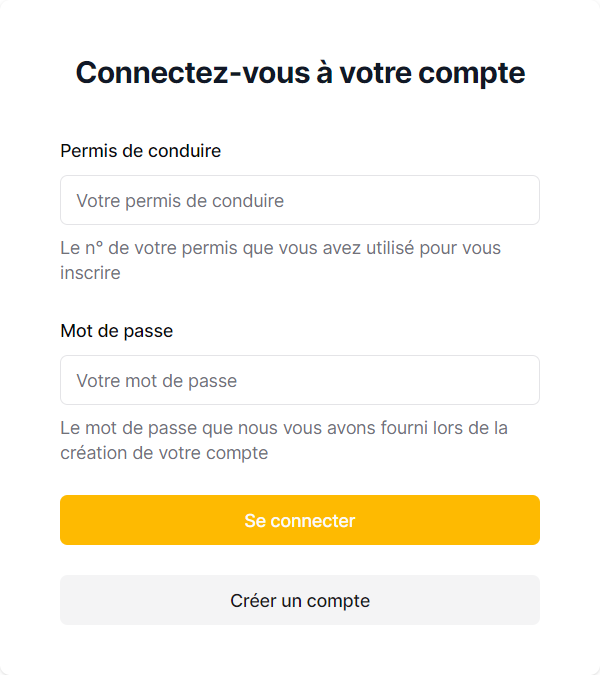 Connectez-vous à votre compte
Permis de conduire
Votre permis de conduire
Le n° de votre permis que vous avez utilisé pour vous
inscrire
Mot de passe
Votre mot de passe
Le mot de passe que nous vous avons fourni lors de la
création de votre compte
Se connecter
Créer un compte